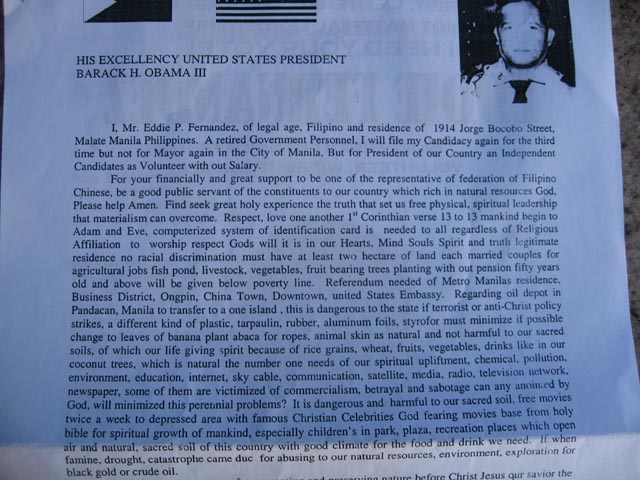 HIS EXCELLENCY UNITED STATES PRESIDENT
BARACK H. OBAMA III
I, Mr. Eddie P. Fernandez, of legal age, Filipino and residence of 1914 Jorge Bocobo Street,
Malate Manila Philippines. A retired Government Personnel, I will file my Candidacy again for the third
time but not for Mayor again in the City of Manila, But for President of our Country an Independent
Candidates as Volunteer with out Salary.
For your financially and great support to be one of the representative of federation of Filipino
Chinese, be a good public servant of the constituents to our country which rich in natural resources God,
Please help Amen. Find seek great holy experience the truth that set us free physical, spiritual leadership
that materialism can overcome. Respect, love one another 1st Corinthian verse 13 to 13 mankind begin to
Adam and Eve, computerized system of identification card is needed to all regardless of Religious
Affiliation to worship respect Gods will it is in our Hearts, Mind Souls Spirit and truth legitimate
residence no racial discrimination must have at least two hectare of land each married couples for
agricultural jobs fish pond, livestock, vegetables, fruit bearing trees planting with out pension fifty years
old and above will be given below poverty line. Referendum needed of Metro Manilas residence,
Business District, Ongpin, China Town, Downtown, united States Embassy. Regarding oil depot in
Pandacan, Manila to transfer to a one island , this is dangerous to the state if terrorist or anti-Christ policy
strikes, a different kind of plastic, tarpaulin, rubber, aluminum foils, styrofor must minimize if possible
change to leaves of banana plant abaca for ropes, animal skin as natural and not harmful to our sacred
soils, of which our life giving spirit because of rice grains, wheat, fruits, vegetables, drinks like in our
coconut trees, which is natural the number one needs of our spiritual upliftment, chemical, pollution,
environment, education, internet, sky cable, communication, satellite, media, radio, television network,
newspaper, some of them are victimized of commercialism, betrayal and sabotage can any anointed by
God, will minimized this perennial problems? It is dangerous and harmful to our sacred soil, free movies
twice a week to depressed area with famous Christian Celebrities God fearing movies base from holy
bible for spiritual growth of mankind, especially children's in park, plaza, recreation places which open
air and natural, sacred soil of this country with good climate for the food and drink we need. If when
famine, drought, catastrophe came due for abusing to our natural resources, environment, exploration for
black gold or crude oil.
and preserving nature before Christ Jesus our savior the